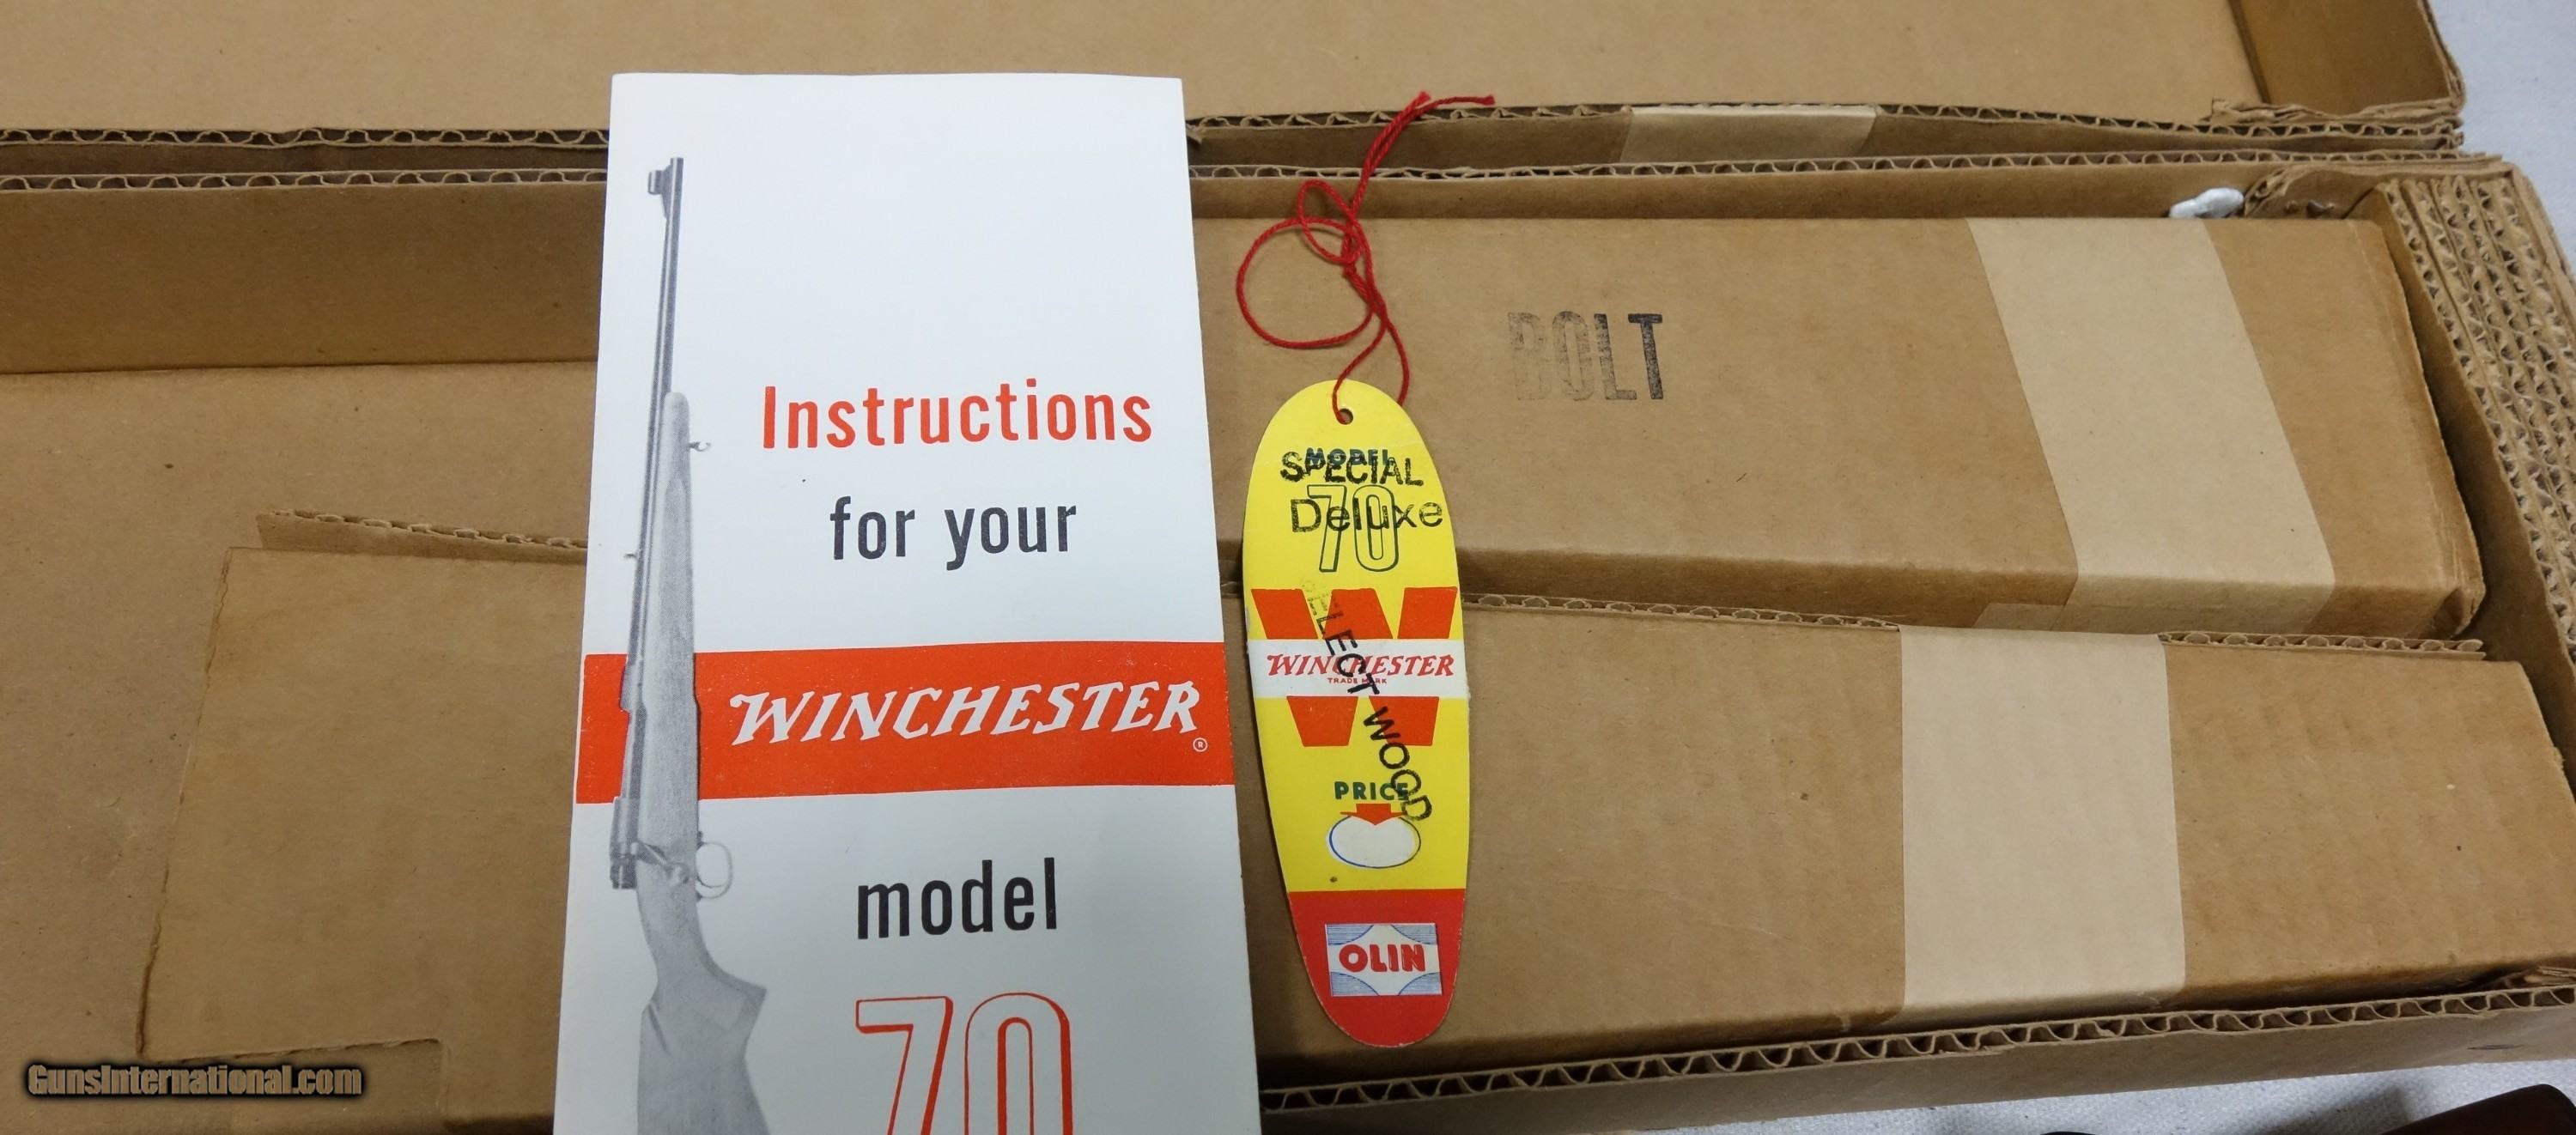 Instructions
for your
WINCHESTER
®
model
70
BOLT
MODEL
70
SPECIAL
Deluxe
SELECT WOOD
WINCHESTER
TRADE MARK
PRICE
OLIN
GunsInternational.com